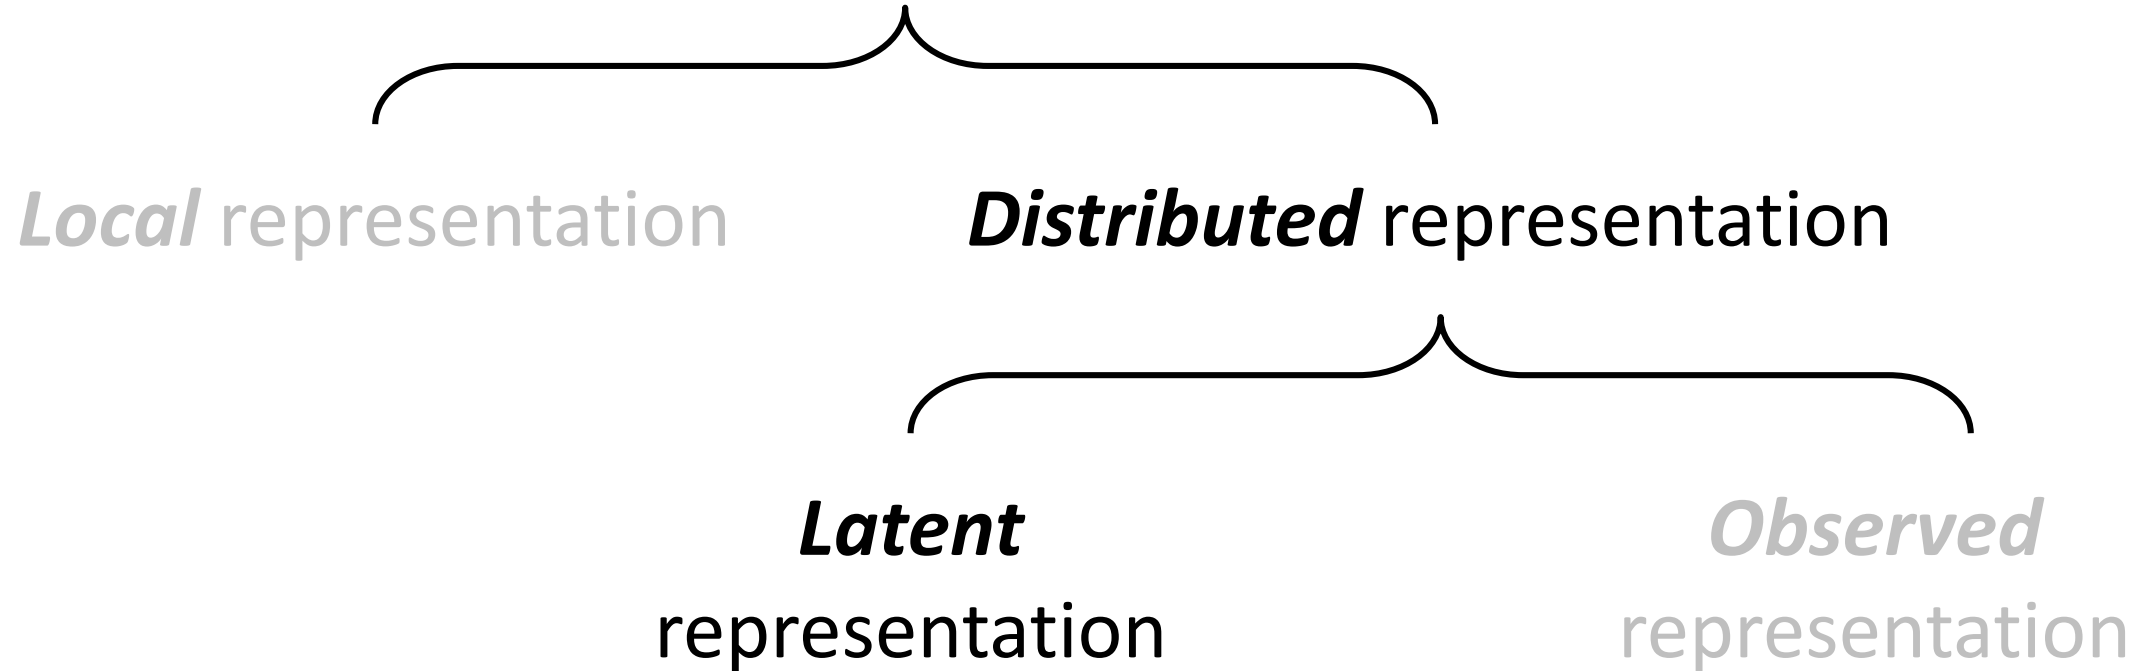 Local representation
Distributed representation
Latent
representation
Observed
representation